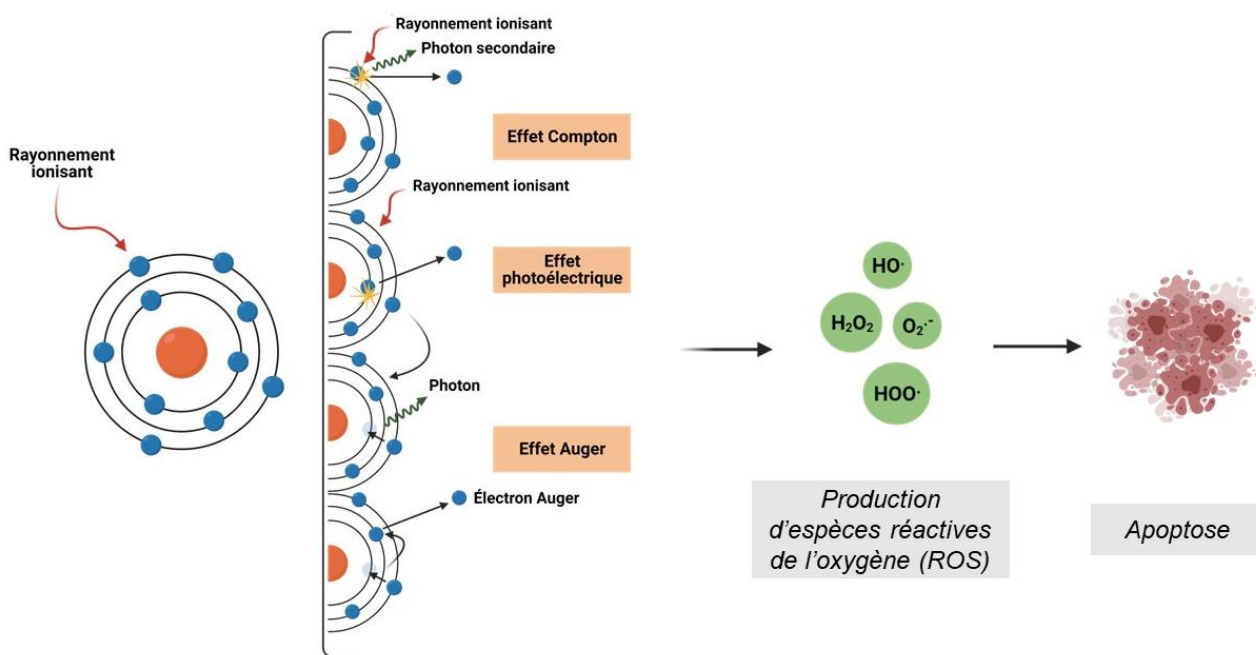 Rayonnement
ionisant
Rayonnement ionisant
Photon secondaire
Effet Compton
Rayonnement ionisant
Effet
photoélectrique
Photon
Effet Auger
Électron Auger
HO·
H₂O₂
O₂·⁻
HOO·
Production
d'espèces réactives
de l'oxygène (ROS)
Apoptose